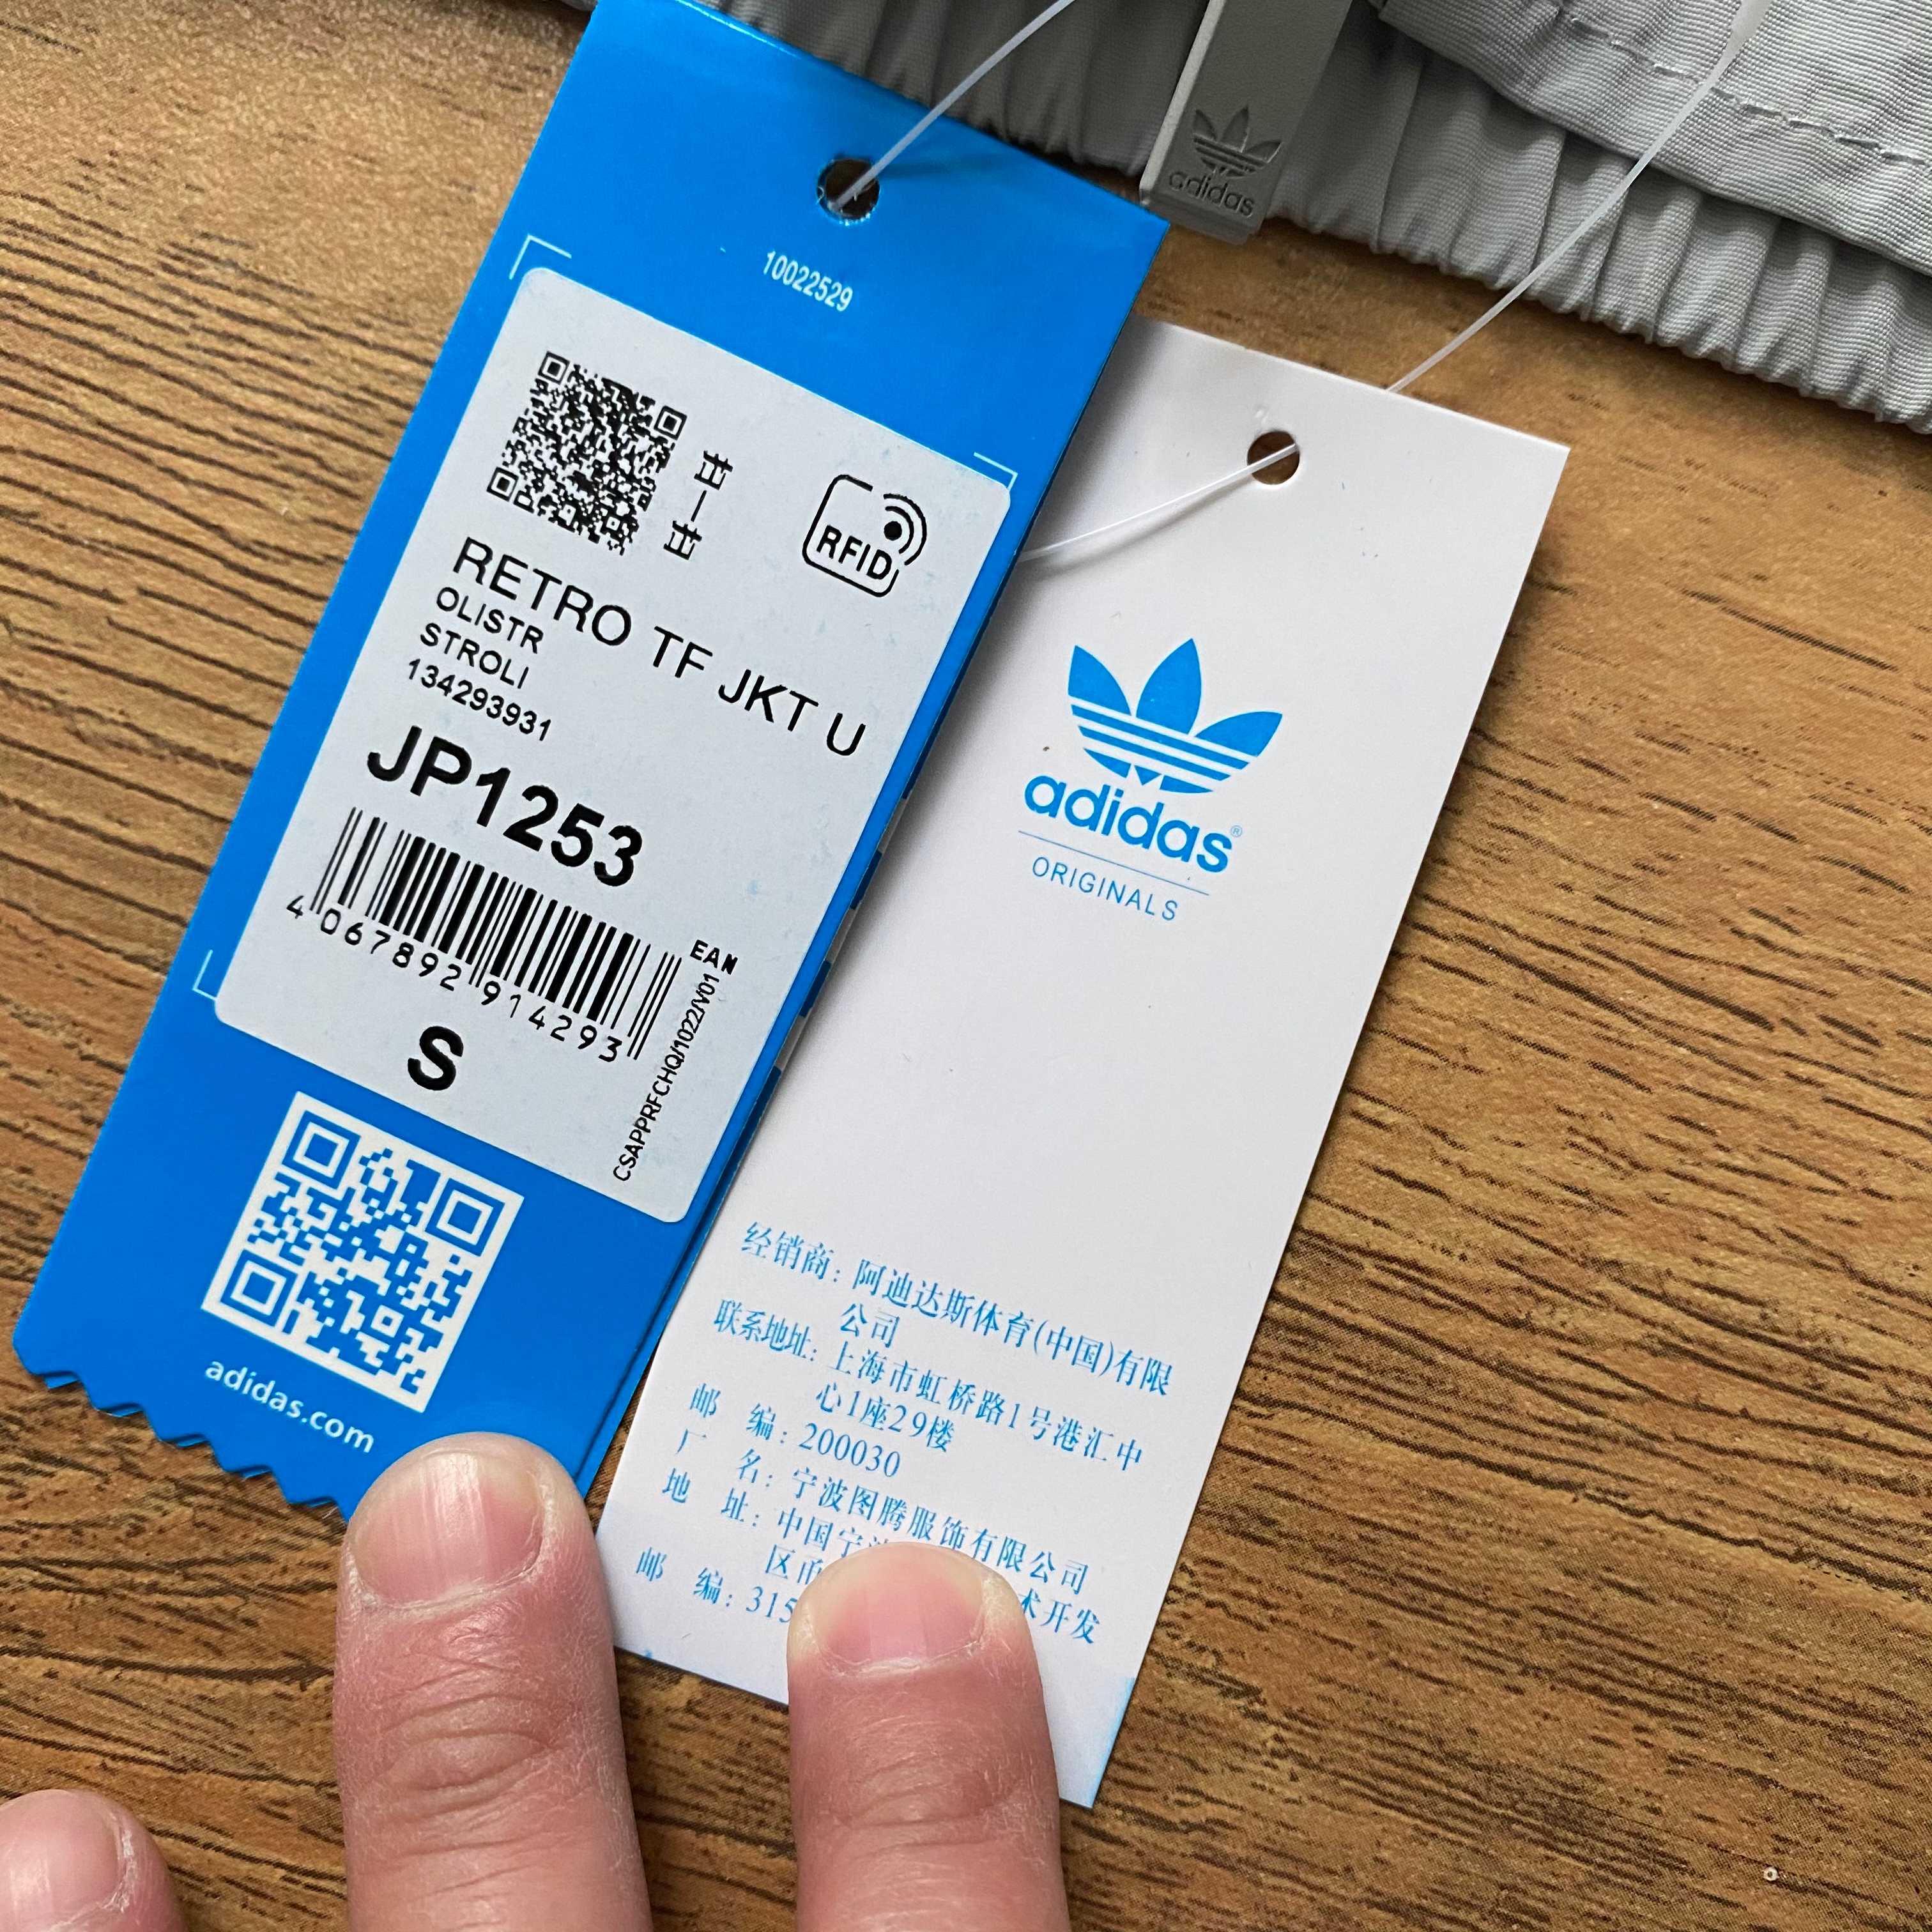 adidas
10022529
RFID
RETRO TF JKT U
OLISTR
STROLI
134293931
JP1253
4 067892 914293
EAN
CSAPPRFCHQ/1022/V01
S
adidas.com
adidas®
ORIGINALS
经销商: 阿迪达斯体育(中国)有限
公司
联系地址: 上海市虹桥路1号港汇中
心1座29楼
邮 编: 200030
厂 名: 宁波图腾服饰有限公司
地 址: 中国宁
区 术开发
邮 编: 315